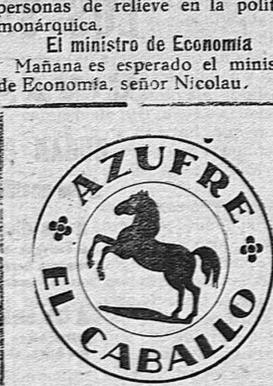 personas de relieve en la polít
monárquica.
El ministro de Economía
Mañana es esperado el minis
de Economía, señor Nicolau.
AZUFRE
EL CABALLO